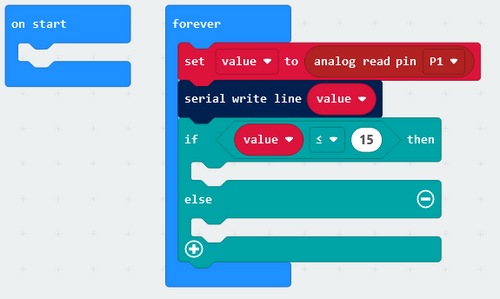 on start
forever
set value to analog read pin P1
serial write line value
if value ≤ 15 then
else